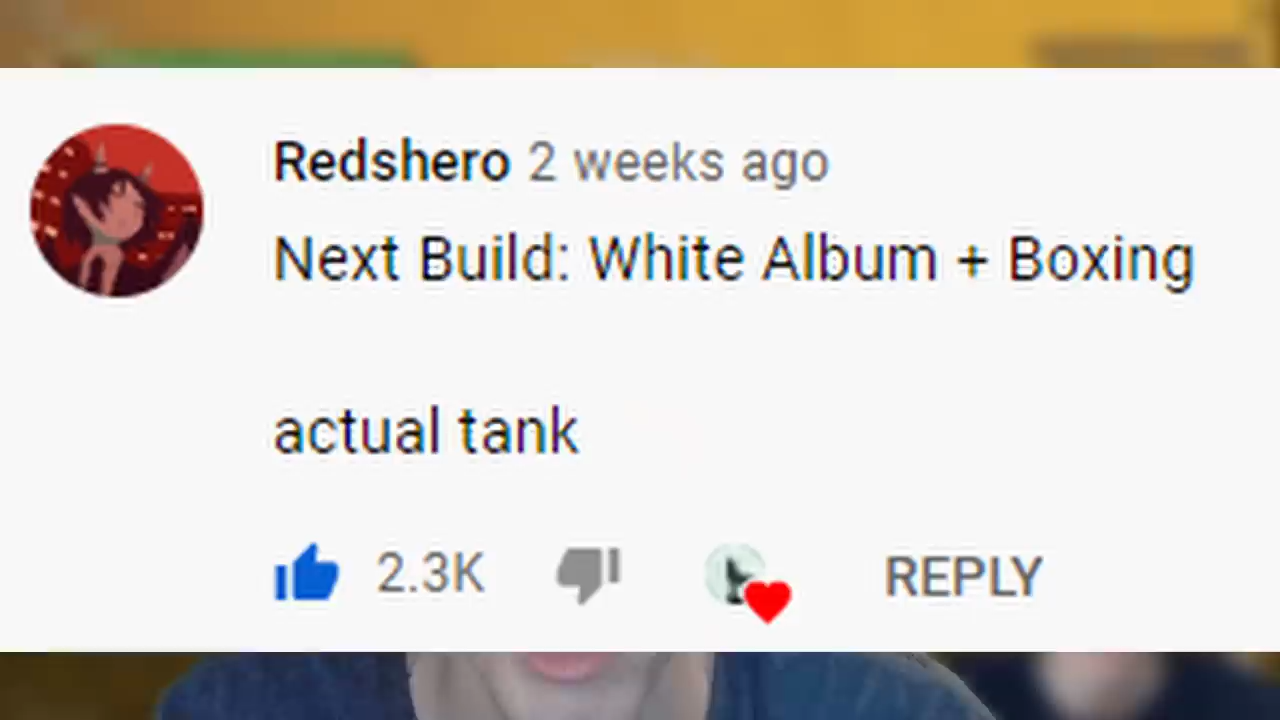 Redshero 2 weeks ago
Next Build: White Album + Boxing
actual tank
2.3K REPLY